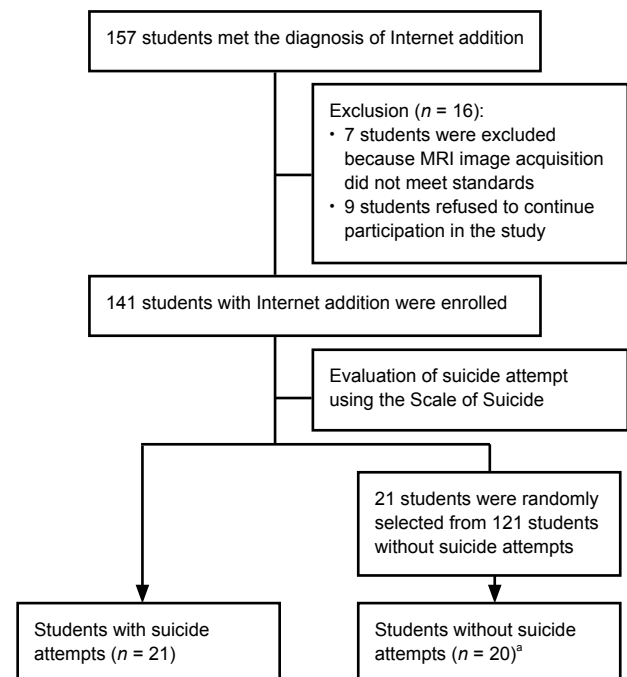 157 students met the diagnosis of Internet addition
Exclusion (n = 16):
• 7 students were excluded
because MRI image acquisition
did not meet standards
• 9 students refused to continue
participation in the study
141 students with Internet addition were enrolled
Evaluation of suicide attempt
using the Scale of Suicide
21 students were randomly
selected from 121 students
without suicide attempts
Students with suicide
attempts (n = 21)
Students without suicide
attempts (n = 20)ᵃ